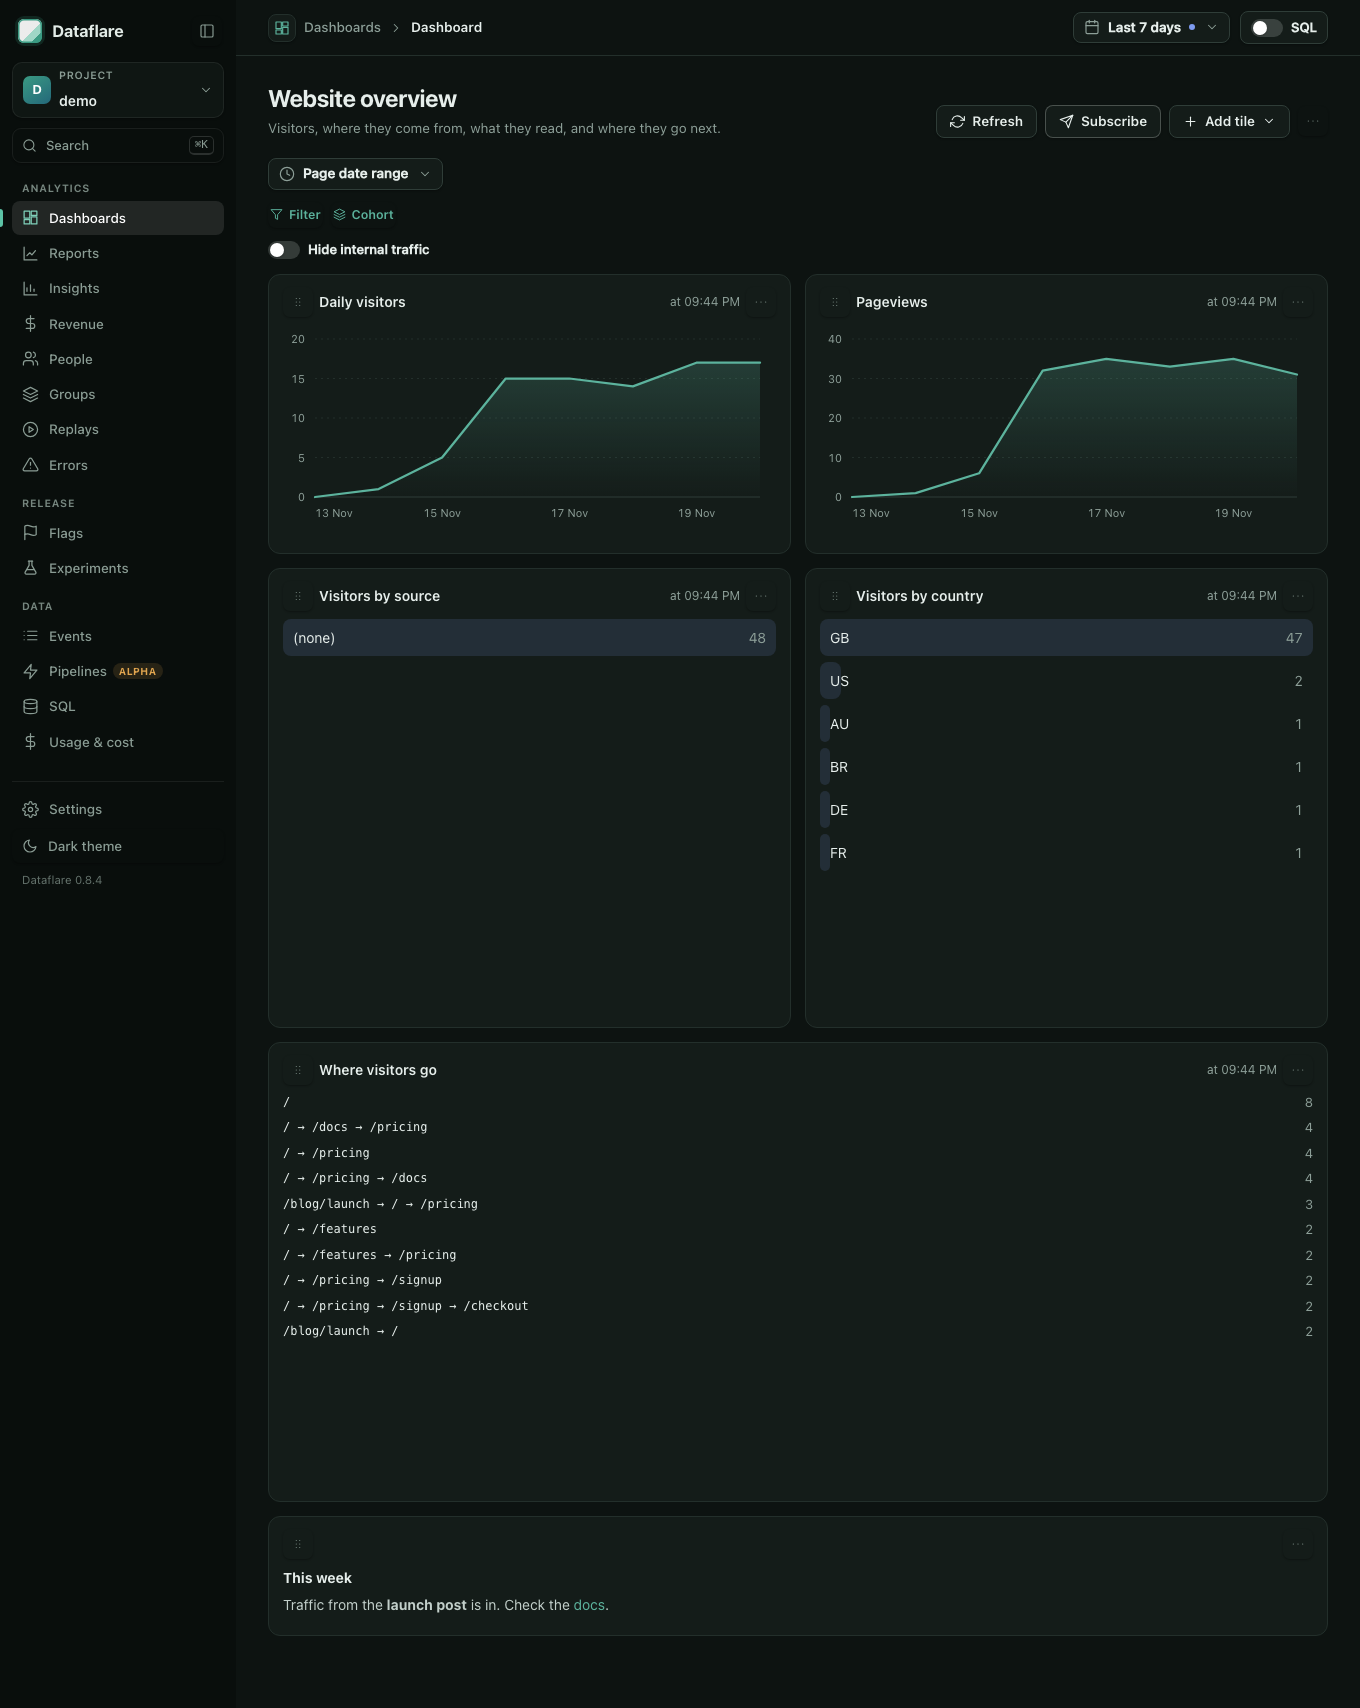 Dataflare
PROJECT
D
demo
Search
⌘K
ANALYTICS
Dashboards
Reports
Insights
Revenue
People
Groups
Replays
Errors
RELEASE
Flags
Experiments
DATA
Events
Pipelines ALPHA
SQL
Usage & cost
Settings
Dark theme
Dataflare 0.8.4
Dashboards > Dashboard
Last 7 days
SQL
Website overview
Visitors, where they come from, what they read, and where they go next.
Refresh
Subscribe
Add tile
Page date range
Filter
Cohort
Hide internal traffic
Daily visitors
at 09:44 PM
20
15
10
5
0
13 Nov
15 Nov
17 Nov
19 Nov
Pageviews
at 09:44 PM
40
30
20
10
0
13 Nov
15 Nov
17 Nov
19 Nov
Visitors by source
at 09:44 PM
(none) 48
Visitors by country
at 09:44 PM
GB 47
US 2
AU 1
BR 1
DE 1
FR 1
Where visitors go
at 09:44 PM
/ 8
/ → /docs → /pricing 4
/ → /pricing 4
/ → /pricing → /docs 4
/blog/launch → / → /pricing 3
/ → /features 2
/ → /features → /pricing 2
/ → /pricing → /signup 2
/ → /pricing → /signup → /checkout 2
/blog/launch → / 2
This week
Traffic from the launch post is in. Check the docs.